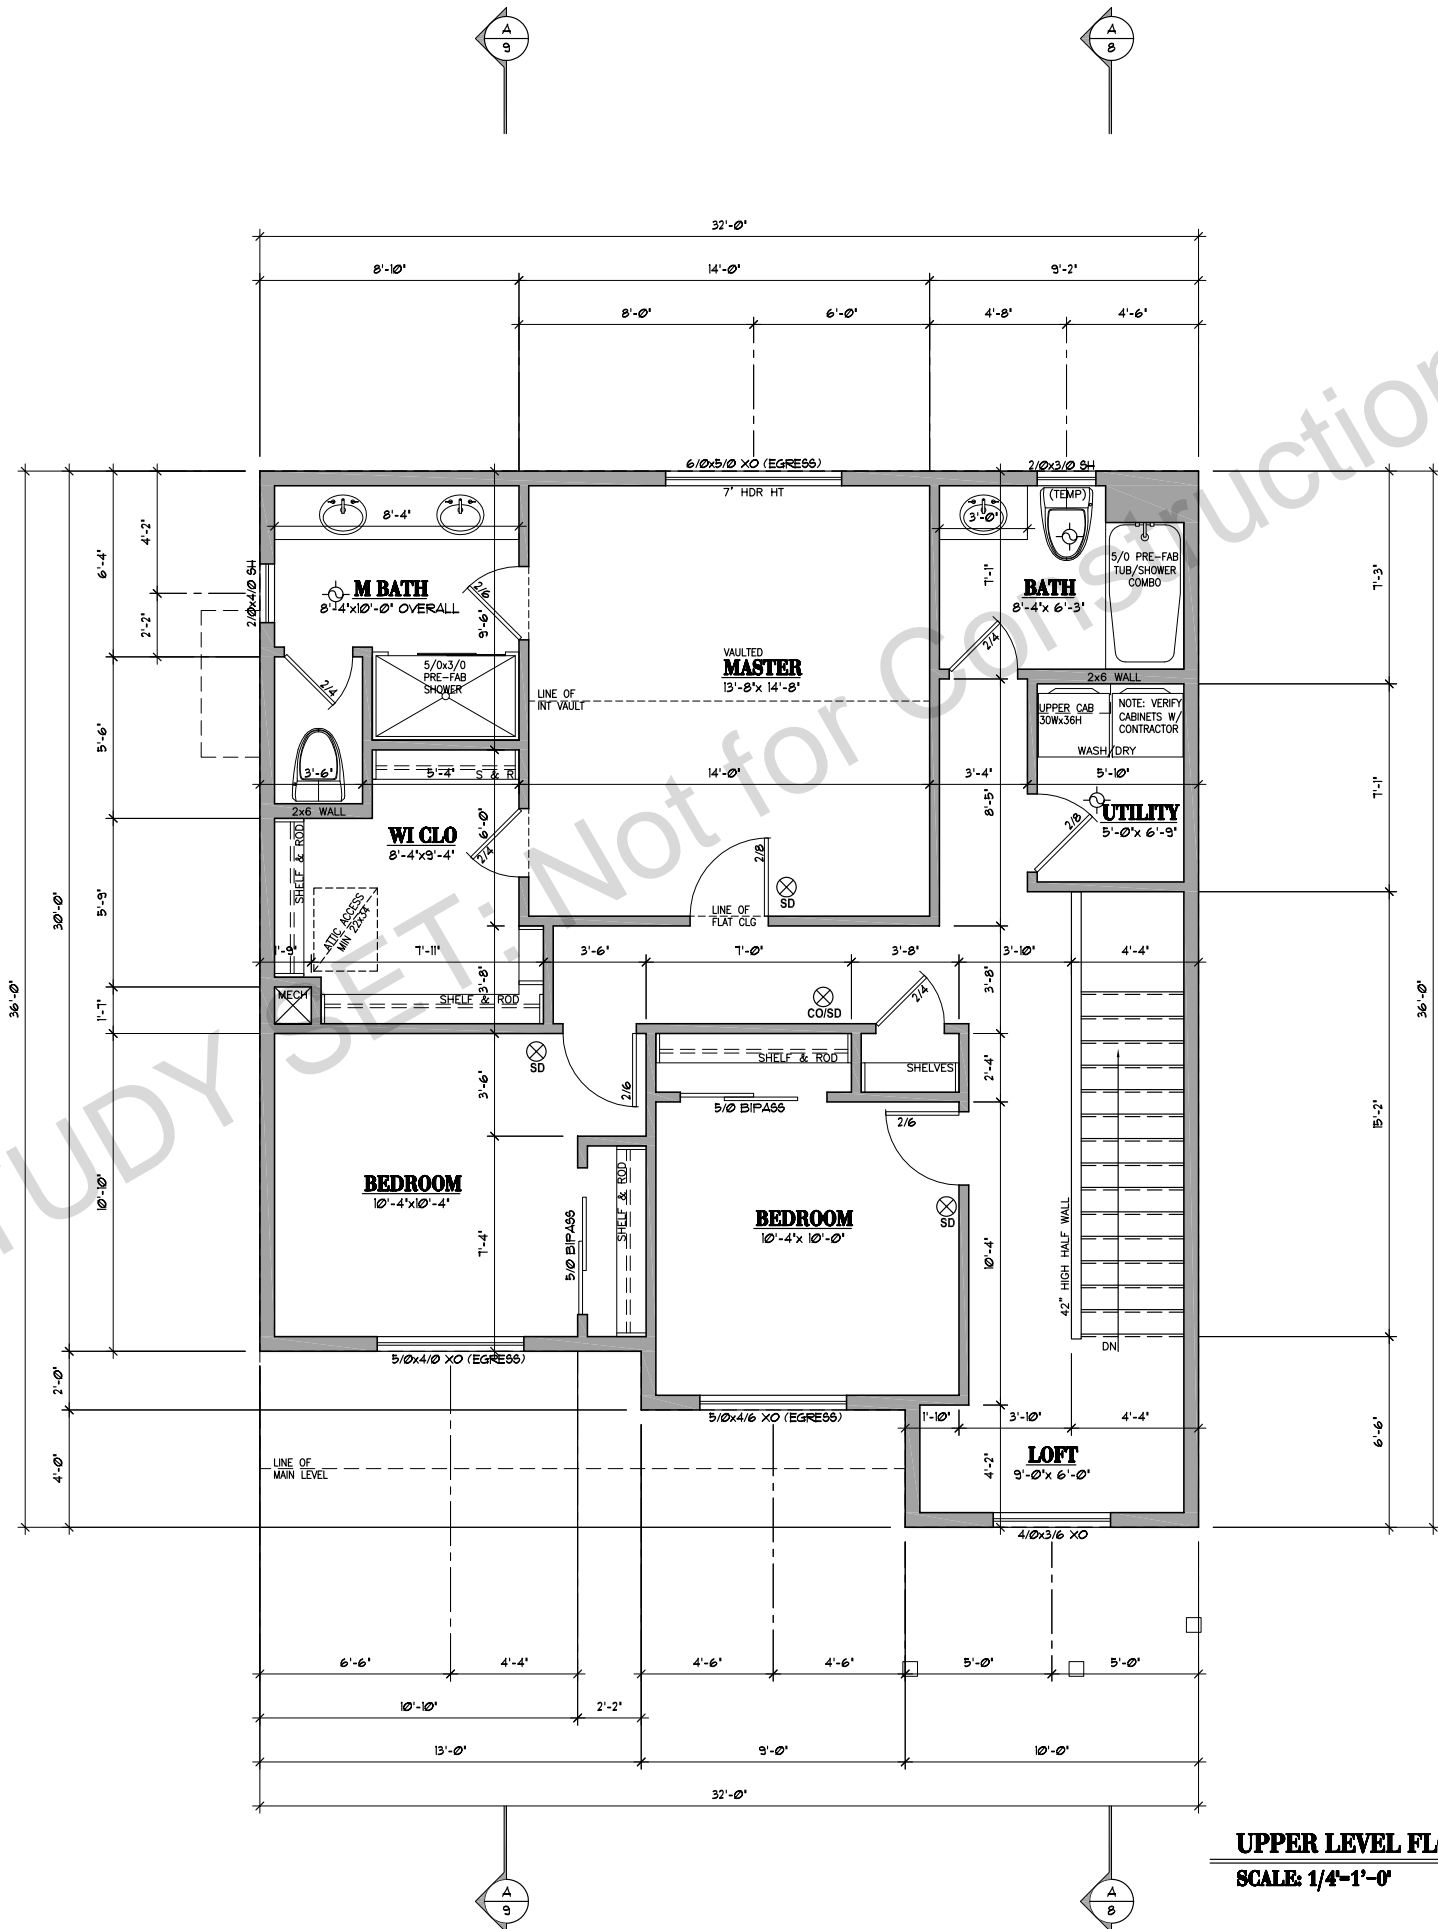 A
9
A
8
32'-0"
8'-10"
14'-0"
9'-2"
8'-0"
6'-0"
4'-8"
4'-6"
6/0x5/0 XO (EGRESS)
7' HDR HT
2/0x3/0 SH
(TEMP)
8'-4"
3'-0"
4'-2"
6'-4"
2'-2"
2/0x4/0 SH
M BATH
8'-4"x10'-0" OVERALL
2/6
9'-6"
7'-1"
5/0 PRE-FAB
TUB/SHOWER
COMBO
BATH
8'-4"x 6'-3"
7'-3"
2/4
2/4
5/0x3/0
PRE-FAB
SHOWER
VAULTED
MASTER
13'-8"x 14'-8"
LINE OF
INT VAULT
2x6 WALL
UPPER CAB
30Wx36H
NOTE: VERIFY
CABINETS W/
CONTRACTOR
WASH/DRY
5'-6"
3'-6"
5'-4"
S & R
14'-0"
3'-4"
5'-10"
2x6 WALL
8'-5"
7'-1"
UTILITY
5'-0"x 6'-9"
2/8
WI CLO
8'-4"x9'-4"
6'-0"
2/4
2/8
SHELF & ROD
ATTIC ACCESS
MIN 22x34
SD
LINE OF
FLAT CLG
5'-9"
30'-0"
36'-0"
1'-9"
7'-11"
3'-8"
3'-6"
7'-0"
3'-8"
3'-10"
4'-4"
3'-8"
MECH
SHELF & ROD
1'-7"
CO/SD
2/4
36'-0"
SD
3'-6"
2/6
SHELF & ROD
SHELVES
2'-4"
5/0 BIPASS
2/6
15'-2"
10'-10"
BEDROOM
10'-4"x10'-4"
SHELF & ROD
5/0 BIPASS
7'-4"
BEDROOM
10'-4"x 10'-0"
SD
10'-4"
42" HIGH HALF WALL
DN
5/0x4/0 XO (EGRESS)
2'-0"
5/0x4/6 XO (EGRESS)
1'-10"
3'-10"
4'-4"
4'-0"
LINE OF
MAIN LEVEL
LOFT
9'-0"x 6'-0"
4'-2"
6'-6"
4/0x3/6 XO
6'-6"
4'-4"
4'-6"
4'-6"
5'-0"
5'-0"
10'-10"
2'-2"
13'-0"
9'-0"
10'-0"
32'-0"
A
9
A
8
UPPER LEVEL FL
SCALE: 1/4"=1'-0"
TUDY SET: Not for Construction